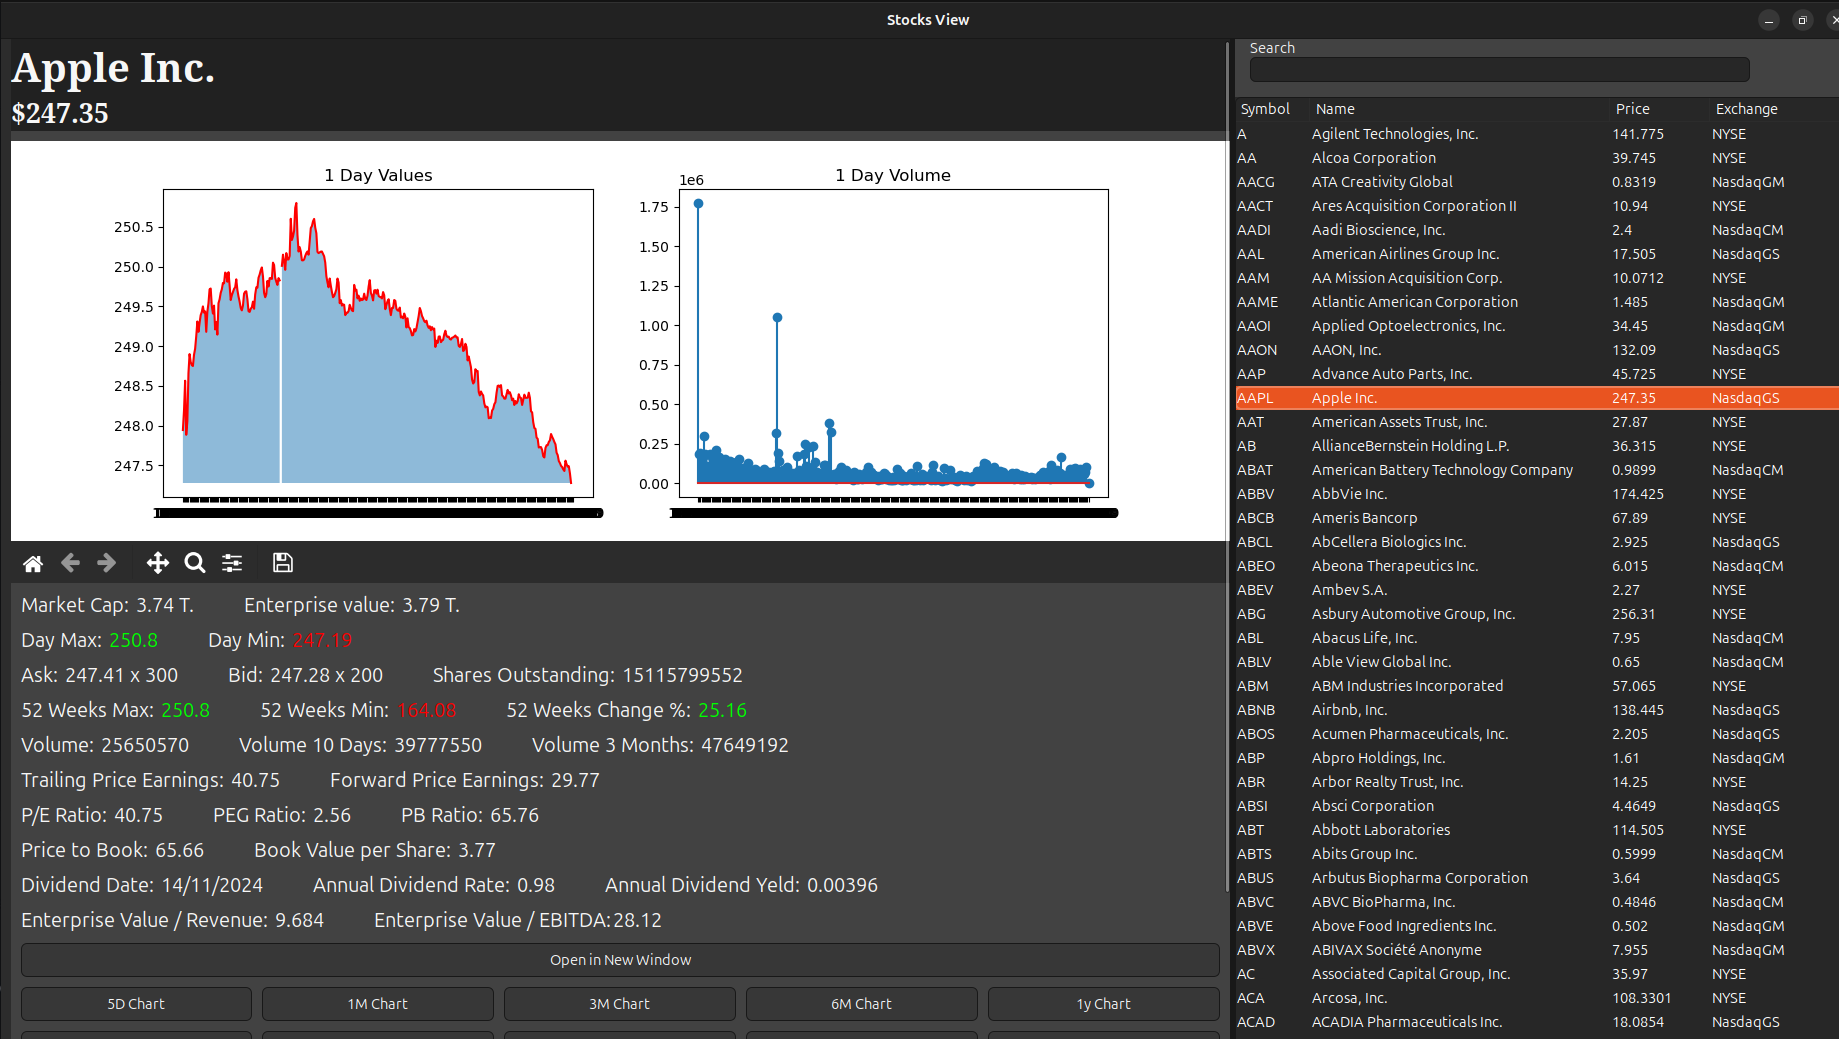 Stocks View
Apple Inc.
$247.35
1 Day Values
250.5
250.0
249.5
249.0
248.5
248.0
247.5
1 Day Volume
1e6
1.75
1.50
1.25
1.00
0.75
0.50
0.25
0.00
Market Cap: 3.74 T. Enterprise value: 3.79 T.
Day Max: 250.8 Day Min: 247.19
Ask: 247.41 x 300 Bid: 247.28 x 200 Shares Outstanding: 15115799552
52 Weeks Max: 250.8 52 Weeks Min: 164.08 52 Weeks Change %: 25.16
Volume: 25650570 Volume 10 Days: 39777550 Volume 3 Months: 47649192
Trailing Price Earnings: 40.75 Forward Price Earnings: 29.77
P/E Ratio: 40.75 PEG Ratio: 2.56 PB Ratio: 65.76
Price to Book: 65.66 Book Value per Share: 3.77
Dividend Date: 14/11/2024 Annual Dividend Rate: 0.98 Annual Dividend Yeld: 0.00396
Enterprise Value / Revenue: 9.684 Enterprise Value / EBITDA:28.12
Open in New Window
5D Chart 1M Chart 3M Chart 6M Chart 1y Chart
Search
Symbol Name Price Exchange
A Agilent Technologies, Inc. 141.775 NYSE
AA Alcoa Corporation 39.745 NYSE
AACG ATA Creativity Global 0.8319 NasdaqGM
AACT Ares Acquisition Corporation II 10.94 NYSE
AADI Aadi Bioscience, Inc. 2.4 NasdaqCM
AAL American Airlines Group Inc. 17.505 NasdaqGS
AAM AA Mission Acquisition Corp. 10.0712 NYSE
AAME Atlantic American Corporation 1.485 NasdaqGM
AAOI Applied Optoelectronics, Inc. 34.45 NasdaqGM
AAON AAON, Inc. 132.09 NasdaqGS
AAP Advance Auto Parts, Inc. 45.725 NYSE
AAPL Apple Inc. 247.35 NasdaqGS
AAT American Assets Trust, Inc. 27.87 NYSE
AB AllianceBernstein Holding L.P. 36.315 NYSE
ABAT American Battery Technology Company 0.9899 NasdaqCM
ABBV AbbVie Inc. 174.425 NYSE
ABCB Ameris Bancorp 67.89 NYSE
ABCL AbCellera Biologics Inc. 2.925 NasdaqGS
ABEO Abeona Therapeutics Inc. 6.015 NasdaqCM
ABEV Ambev S.A. 2.27 NYSE
ABG Asbury Automotive Group, Inc. 256.31 NYSE
ABL Abacus Life, Inc. 7.95 NasdaqCM
ABLV Able View Global Inc. 0.65 NasdaqCM
ABM ABM Industries Incorporated 57.065 NYSE
ABNB Airbnb, Inc. 138.445 NasdaqGS
ABOS Acumen Pharmaceuticals, Inc. 2.205 NasdaqGS
ABP Abpro Holdings, Inc. 1.61 NasdaqGM
ABR Arbor Realty Trust, Inc. 14.25 NYSE
ABSI Absci Corporation 4.4649 NasdaqGS
ABT Abbott Laboratories 114.505 NYSE
ABTS Abits Group Inc. 0.5999 NasdaqCM
ABUS Arbutus Biopharma Corporation 3.64 NasdaqGS
ABVC ABVC BioPharma, Inc. 0.4846 NasdaqCM
ABVE Above Food Ingredients Inc. 0.502 NasdaqGM
ABVX ABIVAX Société Anonyme 7.955 NasdaqGM
AC Associated Capital Group, Inc. 35.97 NYSE
ACA Arcosa, Inc. 108.3301 NYSE
ACAD ACADIA Pharmaceuticals Inc. 18.0854 NasdaqGS